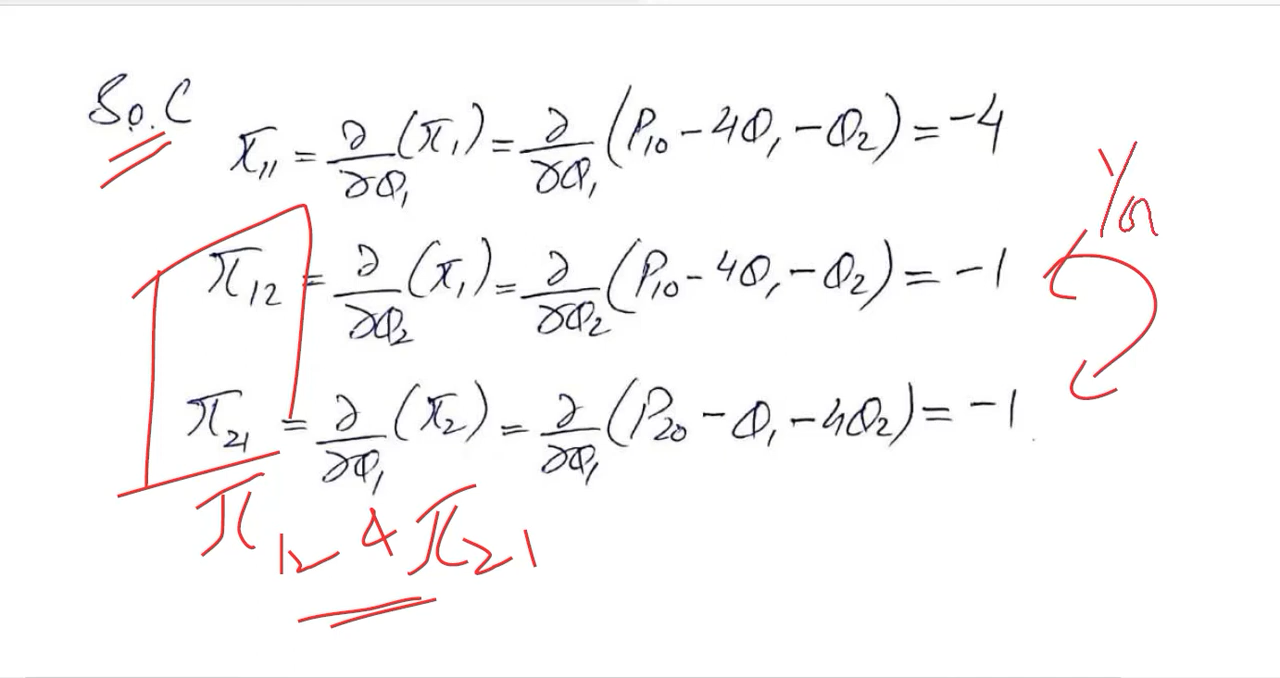 S.O.C
π₁₁ = ∂/∂Q₁ (π₁) = ∂/∂Q₁ (P₁₀ - 4Q₁ - Q₂) = -4
π₁₂ = ∂/∂Q₂ (π₁) = ∂/∂Q₂ (P₁₀ - 4Q₁ - Q₂) = -1
π₂₁ = ∂/∂Q₁ (π₂) = ∂/∂Q₁ (P₂₀ - Q₁ - 4Q₂) = -1
π₁₂ & π₂₁